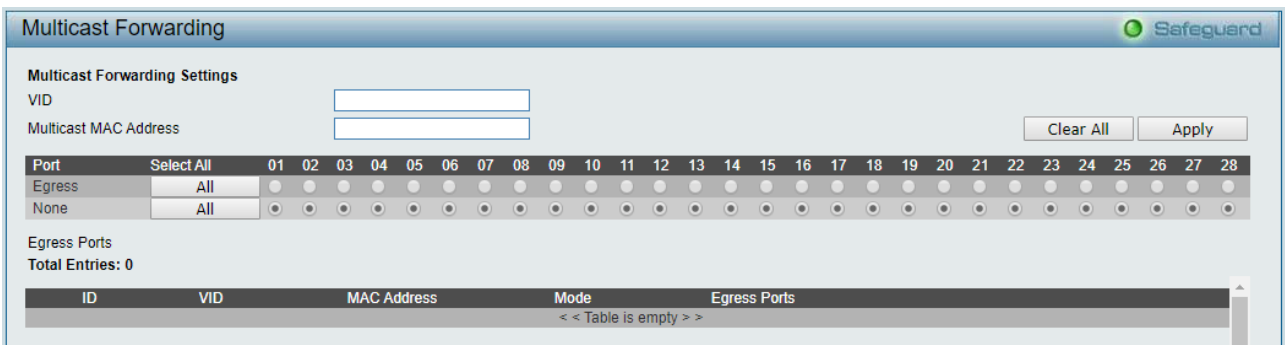 Multicast Forwarding Safeguard
Multicast Forwarding Settings
VID
Multicast MAC Address Clear All Apply
Port Select All 01 02 03 04 05 06 07 08 09 10 11 12 13 14 15 16 17 18 19 20 21 22 23 24 25 26 27 28
Egress All
None All
Egress Ports
Total Entries: 0
ID VID MAC Address Mode Egress Ports
< < Table is empty > >